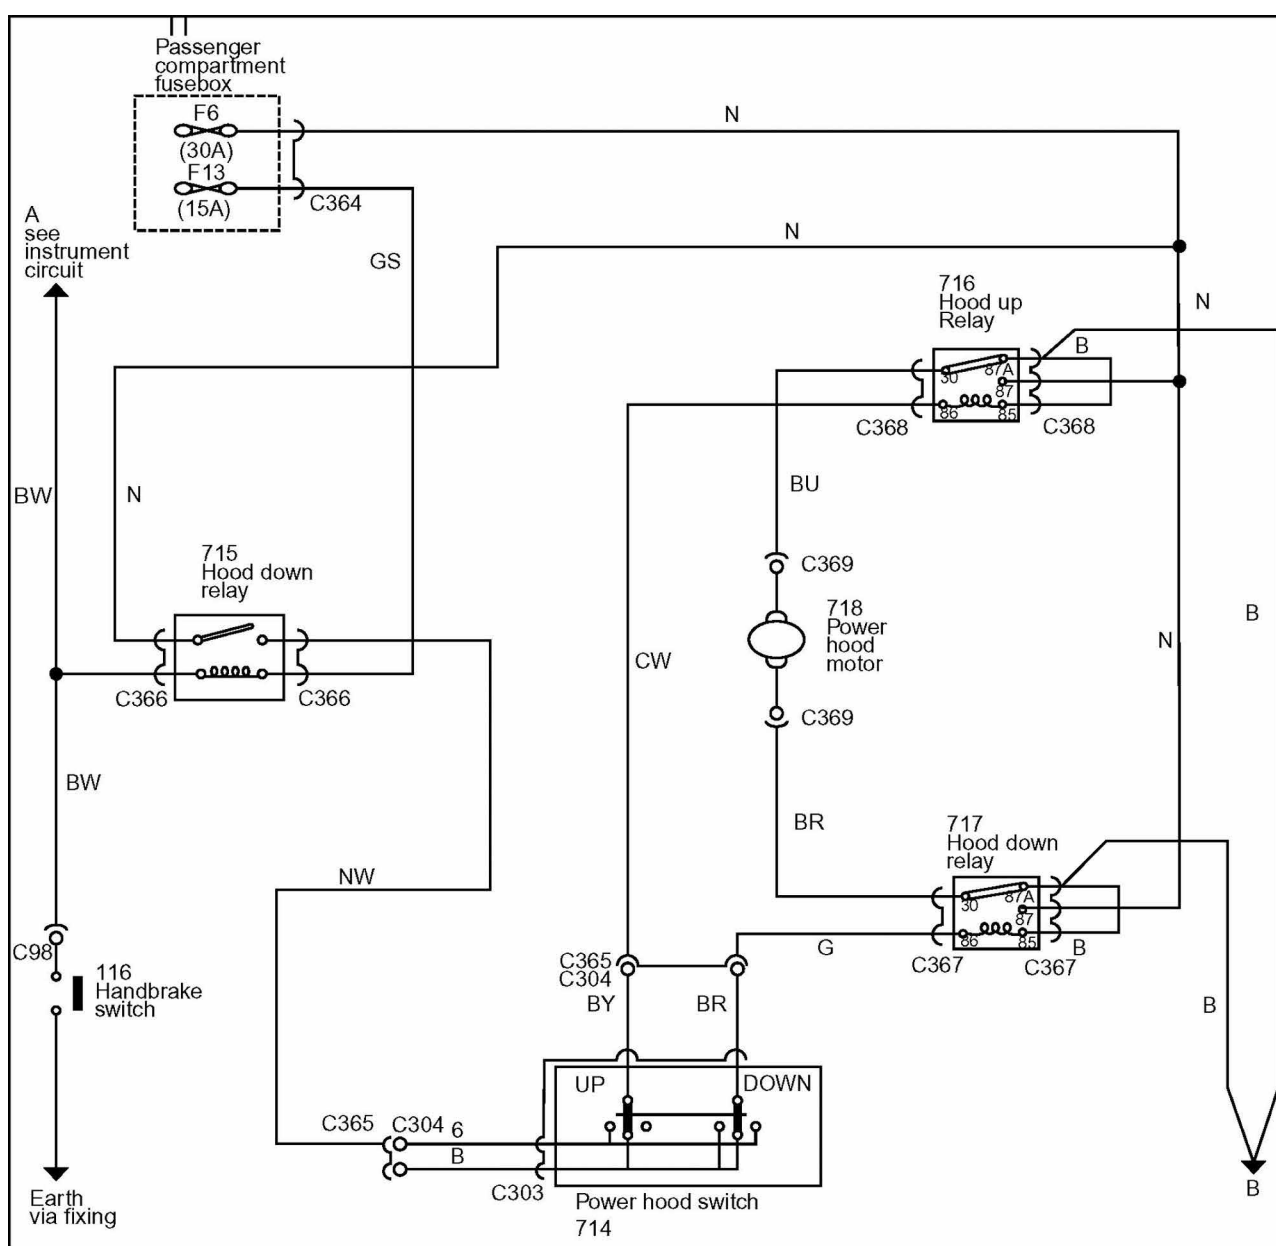 Passenger
compartment
fusebox
F6
(30A)
F13
(15A)
C364
N
A
see
instrument
circuit
GS
N
716
Hood up
Relay
N
B
30
87A
87
86
85
C368
C368
BW
N
BU
715
Hood down
relay
C369
718
Power
hood
motor
B
N
CW
C366
C366
C369
BW
BR
717
Hood down
relay
NW
30
87A
87
86
85
G
B
C367
C367
C98
116
Handbrake
switch
C365
C304
BY
BR
B
UP
DOWN
C365
C304
6
B
C303
Power hood switch
714
Earth
via fixing
B